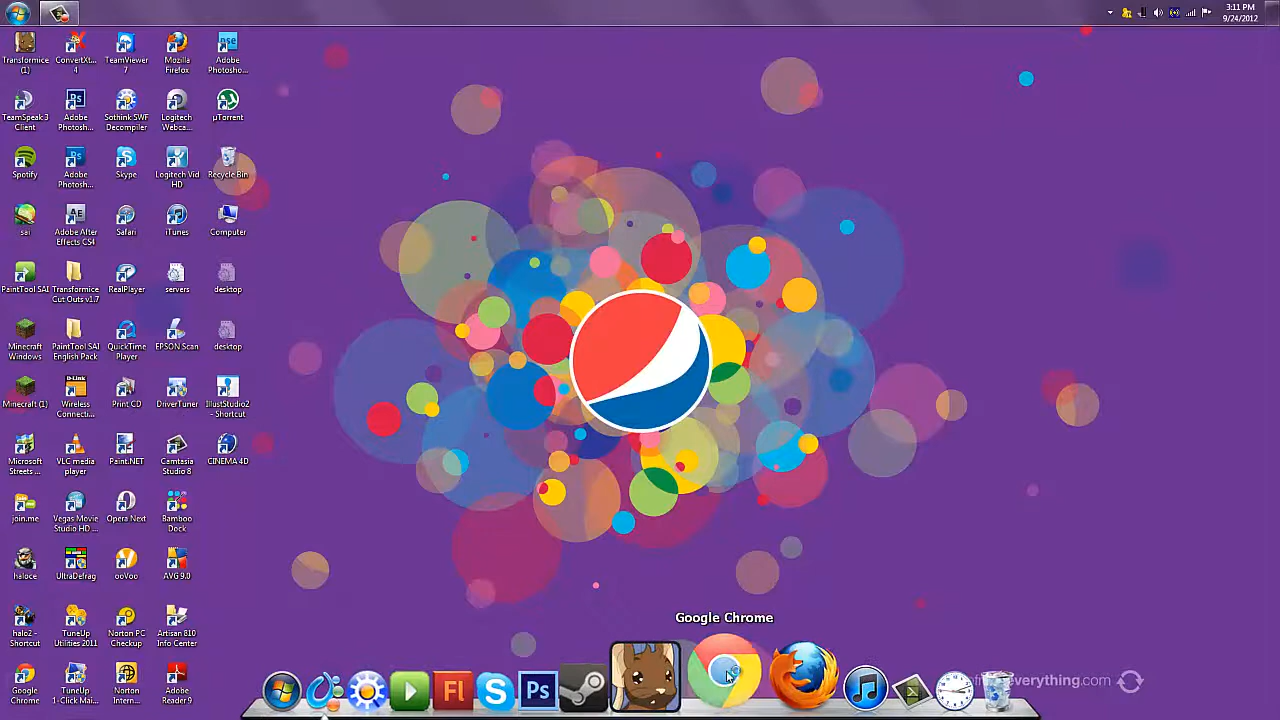 3:11 PM
9/24/2012
Transformice
(1)
ConvertXt...
4
TeamViewer
7
Mozilla
Firefox
Adobe
Photosho...
TeamSpeak 3
Client
Adobe
Photosh...
Sothink SWF
Decompiler
Logitech
Webca...
µTorrent
Spotify
Adobe
Photosh...
Skype
Logitech Vid
HD
Recycle Bin
sai
Adobe After
Effects CS4
Safari
iTunes
Computer
PaintTool SAI
Transformice
Cut Outs v1.7
RealPlayer
servers
desktop
Minecraft
Windows
PaintTool SAI
English Pack
QuickTime
Player
EPSON Scan
desktop
Minecraft (1)
Wireless
Connecti...
Print CD
DriverTuner
IllustStudio2
- Shortcut
Microsoft
Streets ...
VLC media
player
Paint.NET
Camtasia
Studio 8
CINEMA 4D
join.me
Vegas Movie
Studio HD ...
Opera Next
Bamboo
Dock
haloce
UltraDefrag
ooVoo
AVG 9.0
halo2 -
Shortcut
TuneUp
Utilities 2011
Norton PC
Checkup
Artisan 810
Info Center
Google
Chrome
TuneUp
1-Click Mai...
Norton
Intern...
Adobe
Reader 9
Google Chrome
everything.com